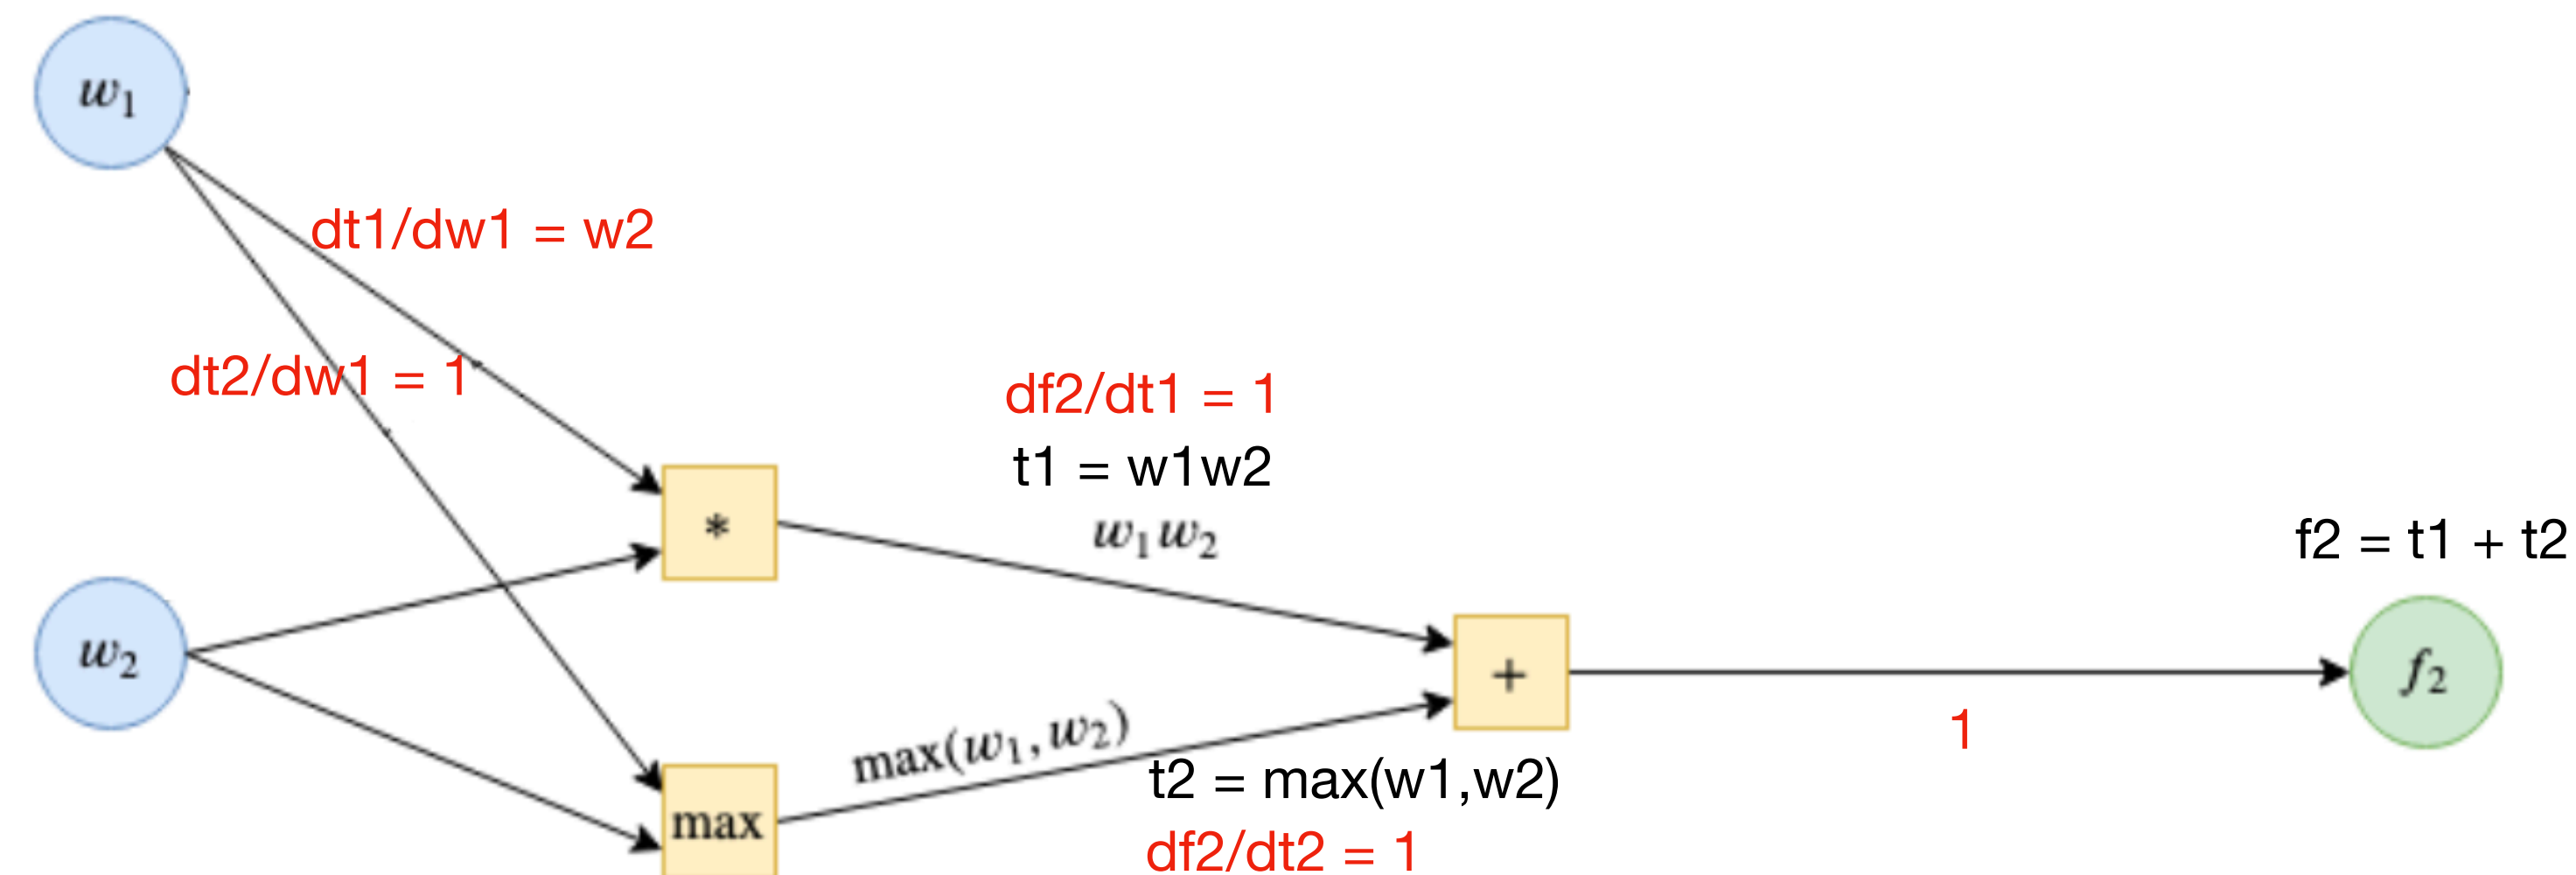 w₁
dt1/dw1 = w2
dt2/dw1 = 1
df2/dt1 = 1
t1 = w1w2
*
w₁w₂
f2 = t1 + t2
w₂
+
f₂
1
max(w₁, w₂)
t2 = max(w1,w2)
max
df2/dt2 = 1